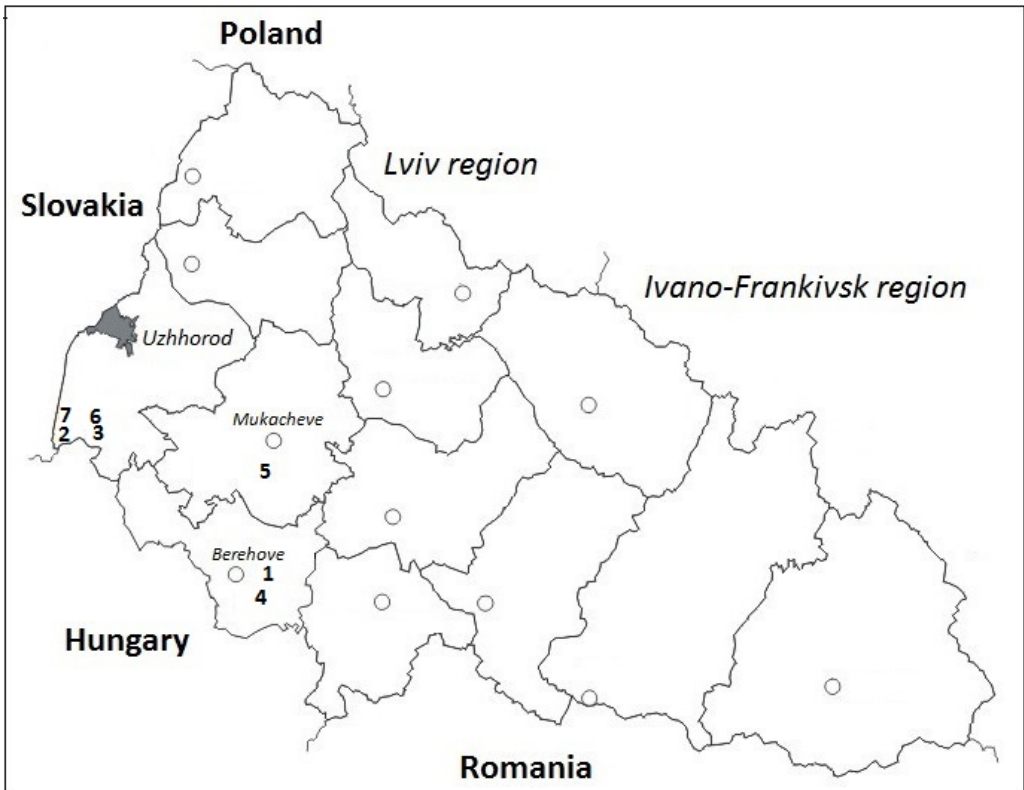 Poland
Lviv region
Slovakia
Ivano-Frankivsk region
Uzhhorod
7 6
2 3
Mukacheve
5
Berehove
1
4
Hungary
Romania